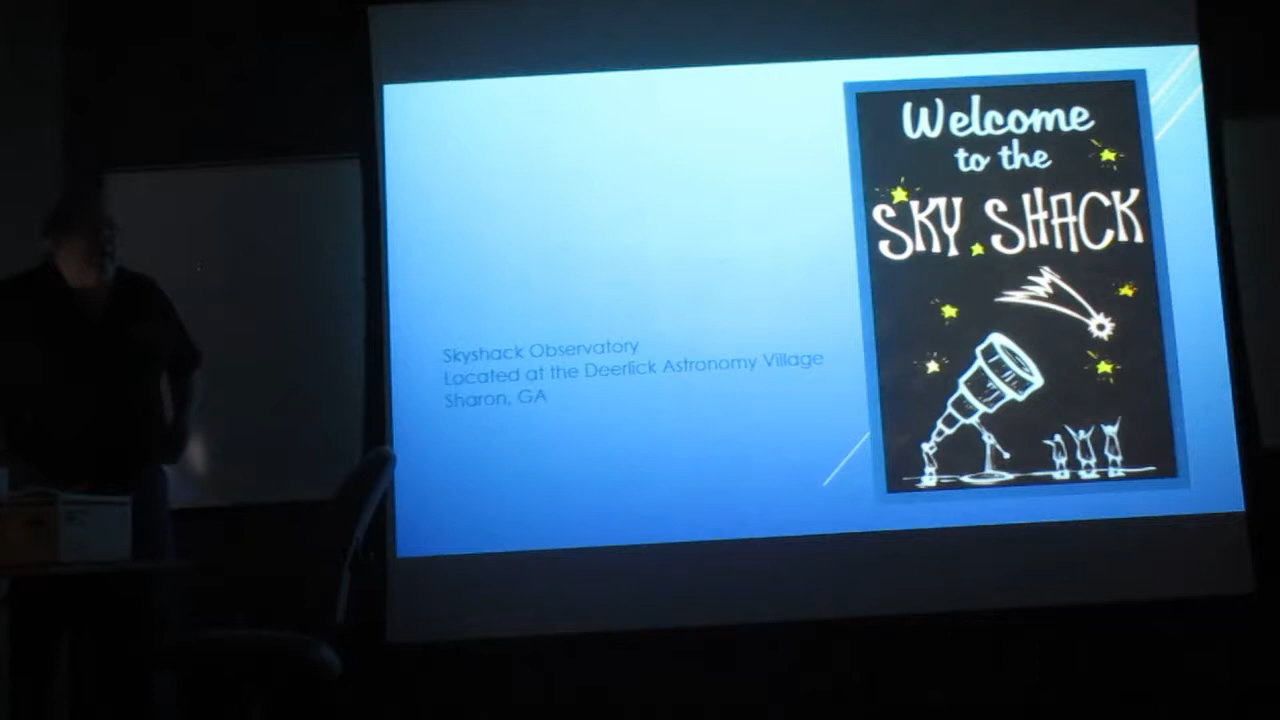 Welcome
to the
SKY SHACK
Skyshack Observatory
Located at the Deerlick Astronomy Village
Sharon, GA